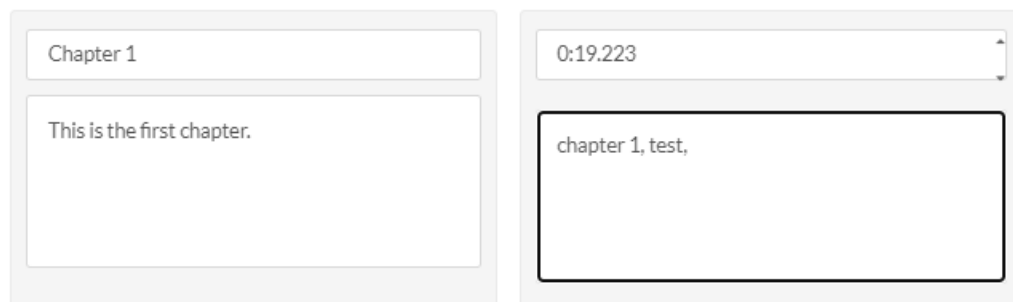 Chapter 1
This is the first chapter.
0:19.223
chapter 1, test,